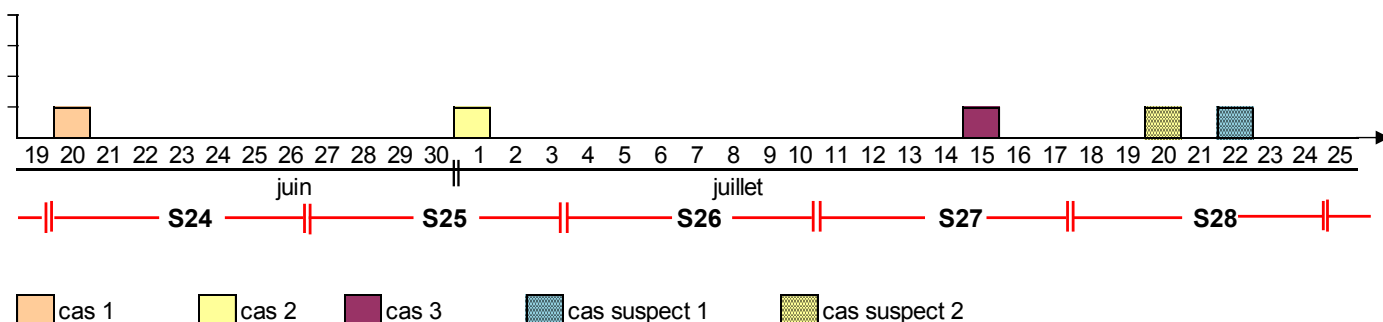 19 20 21 22 23 24 25 26 27 28 29 30 1 2 3 4 5 6 7 8 9 10 11 12 13 14 15 16 17 18 19 20 21 22 23 24 25
juin juillet
S24 S25 S26 S27 S28
cas 1 cas 2 cas 3 cas suspect 1 cas suspect 2